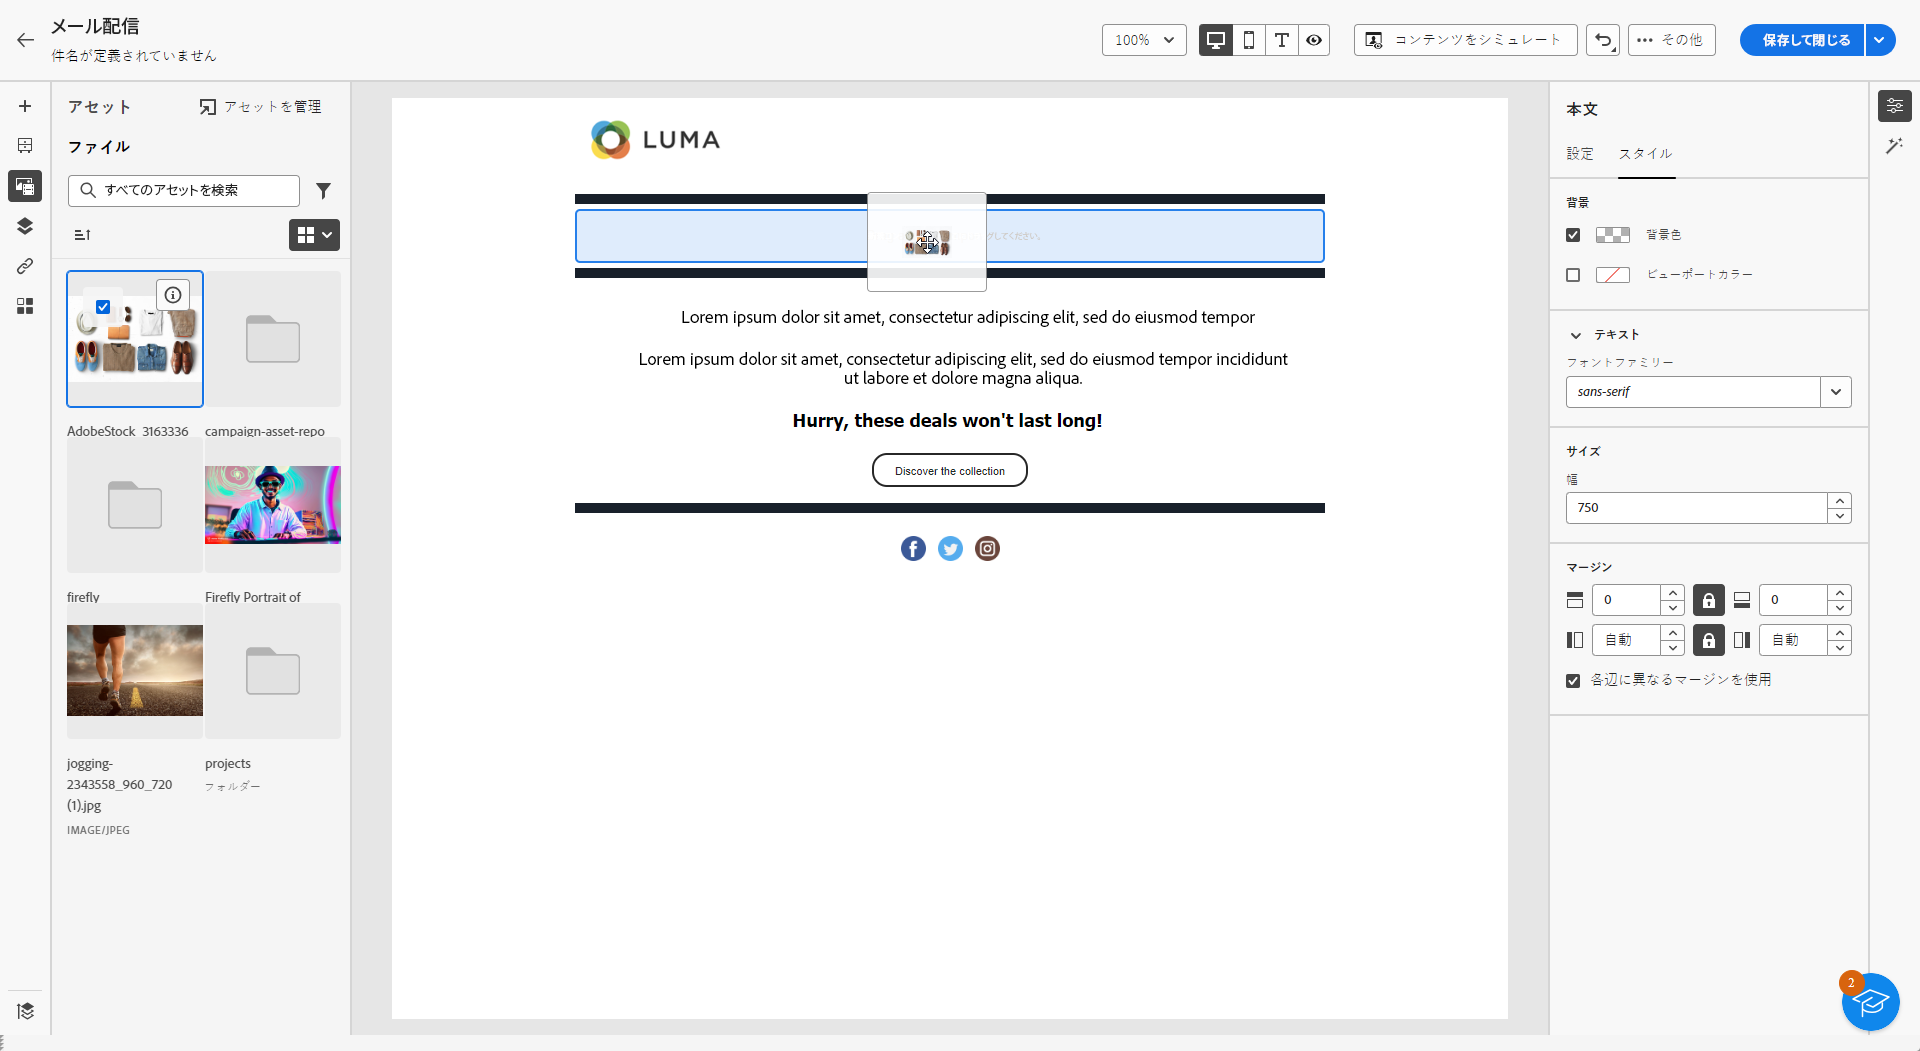 メール配信
件名が定義されていません
100%
コンテンツをシミュレート
その他
保存して閉じる
アセット
アセットを管理
ファイル
すべてのアセットを検索
AdobeStock_3163336
campaign-asset-repo
firefly
Firefly Portrait of
jogging-
2343558_960_720
(1).jpg
IMAGE/JPEG
projects
フォルダー
LUMA
グしてください。
Lorem ipsum dolor sit amet, consectetur adipiscing elit, sed do eiusmod tempor
Lorem ipsum dolor sit amet, consectetur adipiscing elit, sed do eiusmod tempor incididunt
ut labore et dolore magna aliqua.
Hurry, these deals won't last long!
Discover the collection
本文
設定
スタイル
背景
背景色
ビューポートカラー
テキスト
フォントファミリー
sans-serif
サイズ
幅
750
マージン
0
0
自動
自動
各辺に異なるマージンを使用
2